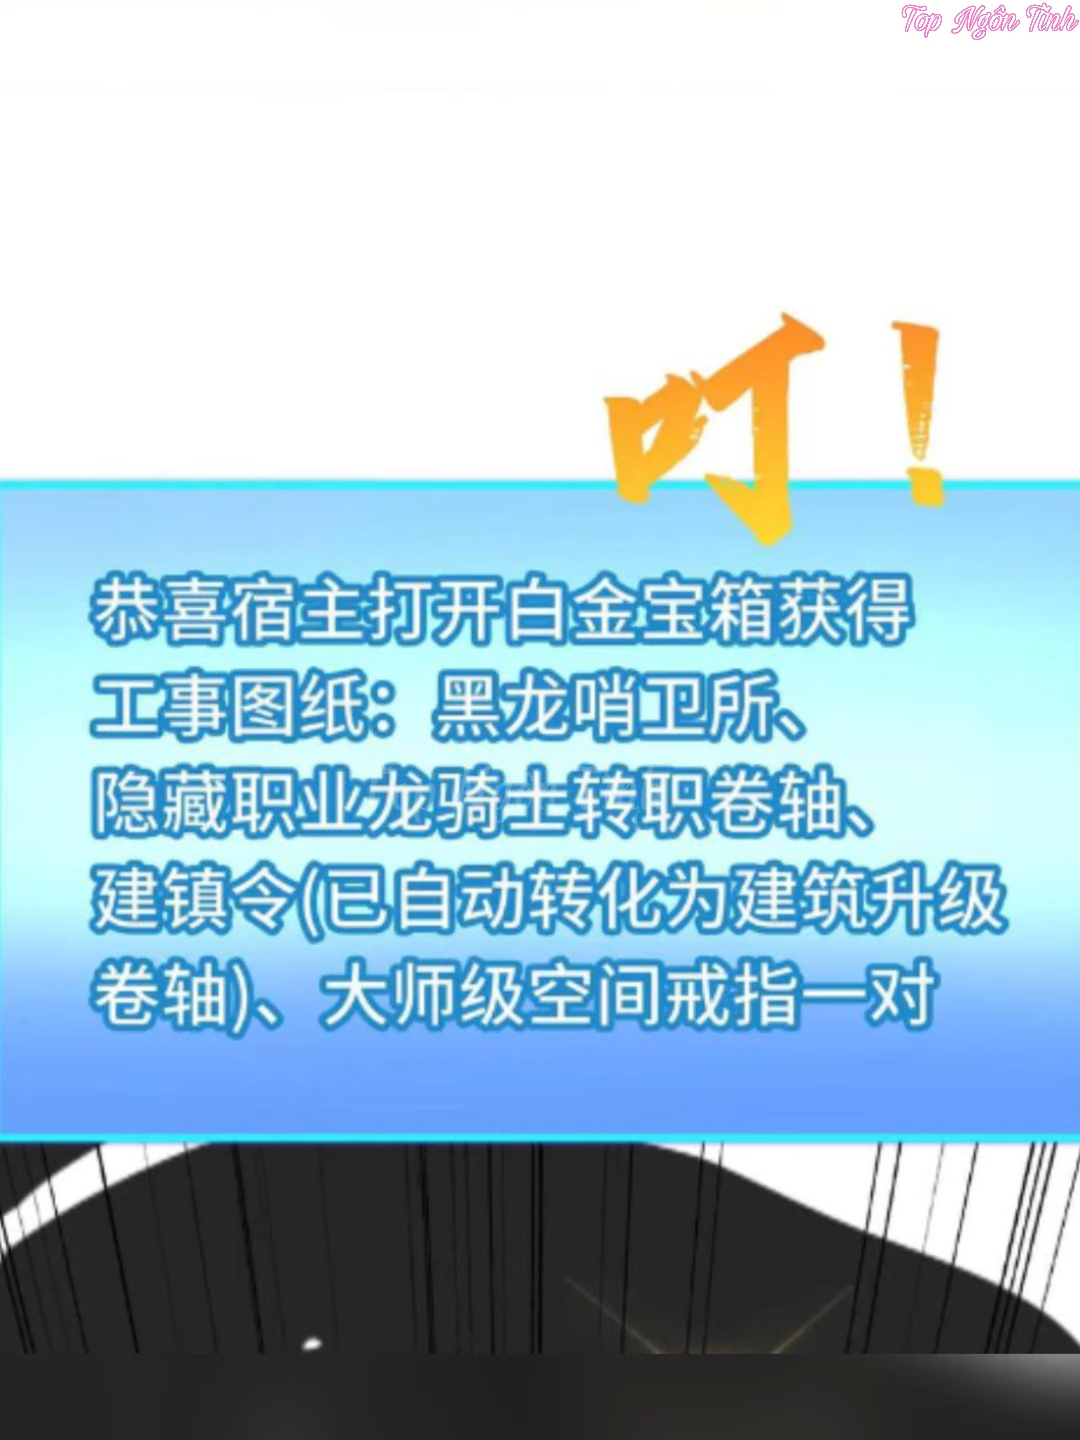 Top Ngôn Tình
叮！
恭喜宿主打开白金宝箱获得
工事图纸：黑龙哨卫所、
隐藏职业龙骑士转职卷轴、
建镇令(已自动转化为建筑升级
卷轴)、大师级空间戒指一对